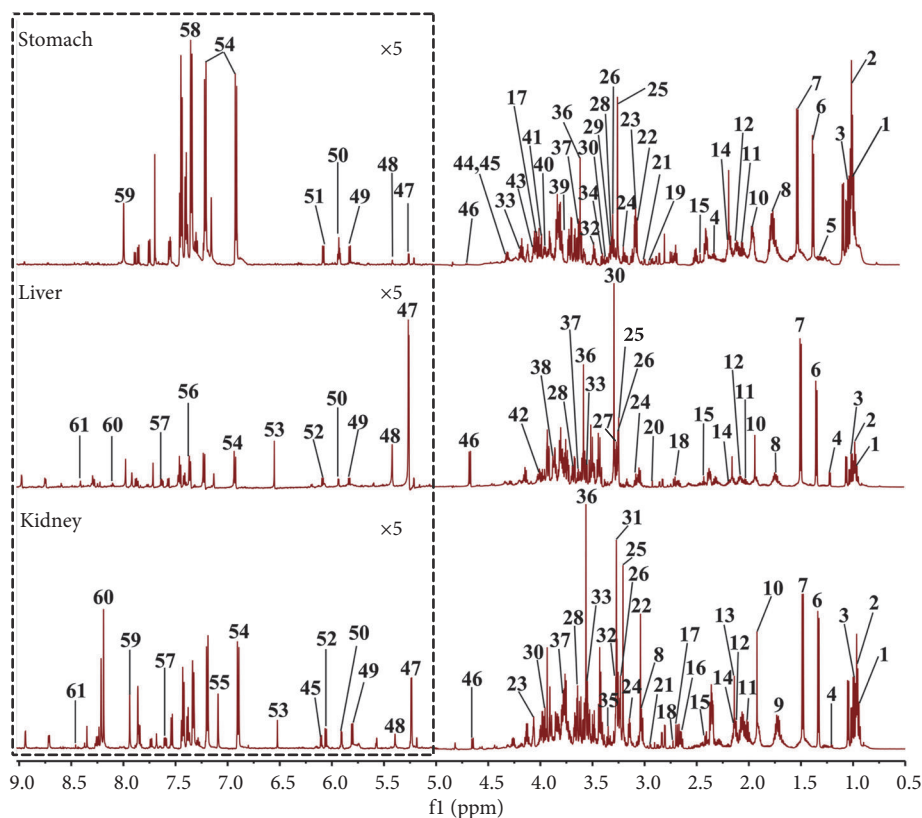 Stomach ×5
58
54
59
51 50 49 48 47
46 44,45 33 43 17 41 40 39 36 37 34 32 30 29 28 26 25 24 23 22 21 19
15 4 14 12 11 10 8 7 6 5 3 2 1
Liver ×5
61 60 57 56 54 53 52 50 49 48 47
46 42 38 28 37 36 33 30 27 25 26 24 20 18
15 14 12 11 10 8 7 6 4 3 2 1
Kidney ×5
61 60 59 57 54 55 53 45 52 50 49 48 47
46 23 30 37 28 36 33 32 35 31 25 26 24 22 8 21 18 17 16
15 14 13 12 11 10 9 7 6 4 3 2 1
9.0 8.5 8.0 7.5 7.0 6.5 6.0 5.5 5.0 4.5 4.0 3.5 3.0 2.5 2.0 1.5 1.0 0.5
f1 (ppm)